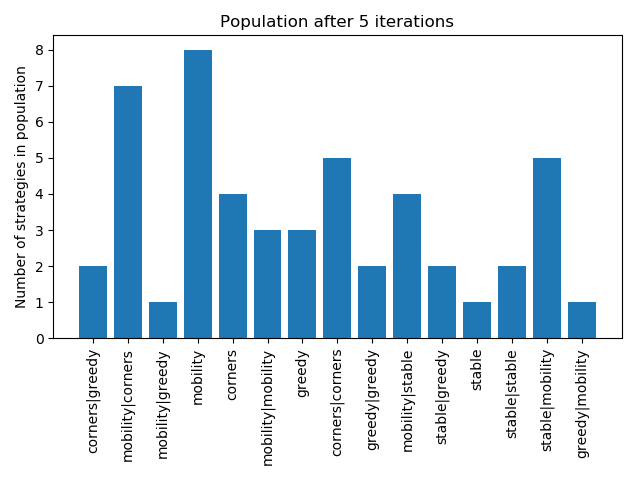 Population after 5 iterations
Number of strategies in population
8
7
6
5
4
3
2
1
0
corners|greedy
mobility|corners
mobility|greedy
mobility
corners
mobility|mobility
greedy
corners|corners
greedy|greedy
mobility|stable
stable|greedy
stable
stable|stable
stable|mobility
greedy|mobility